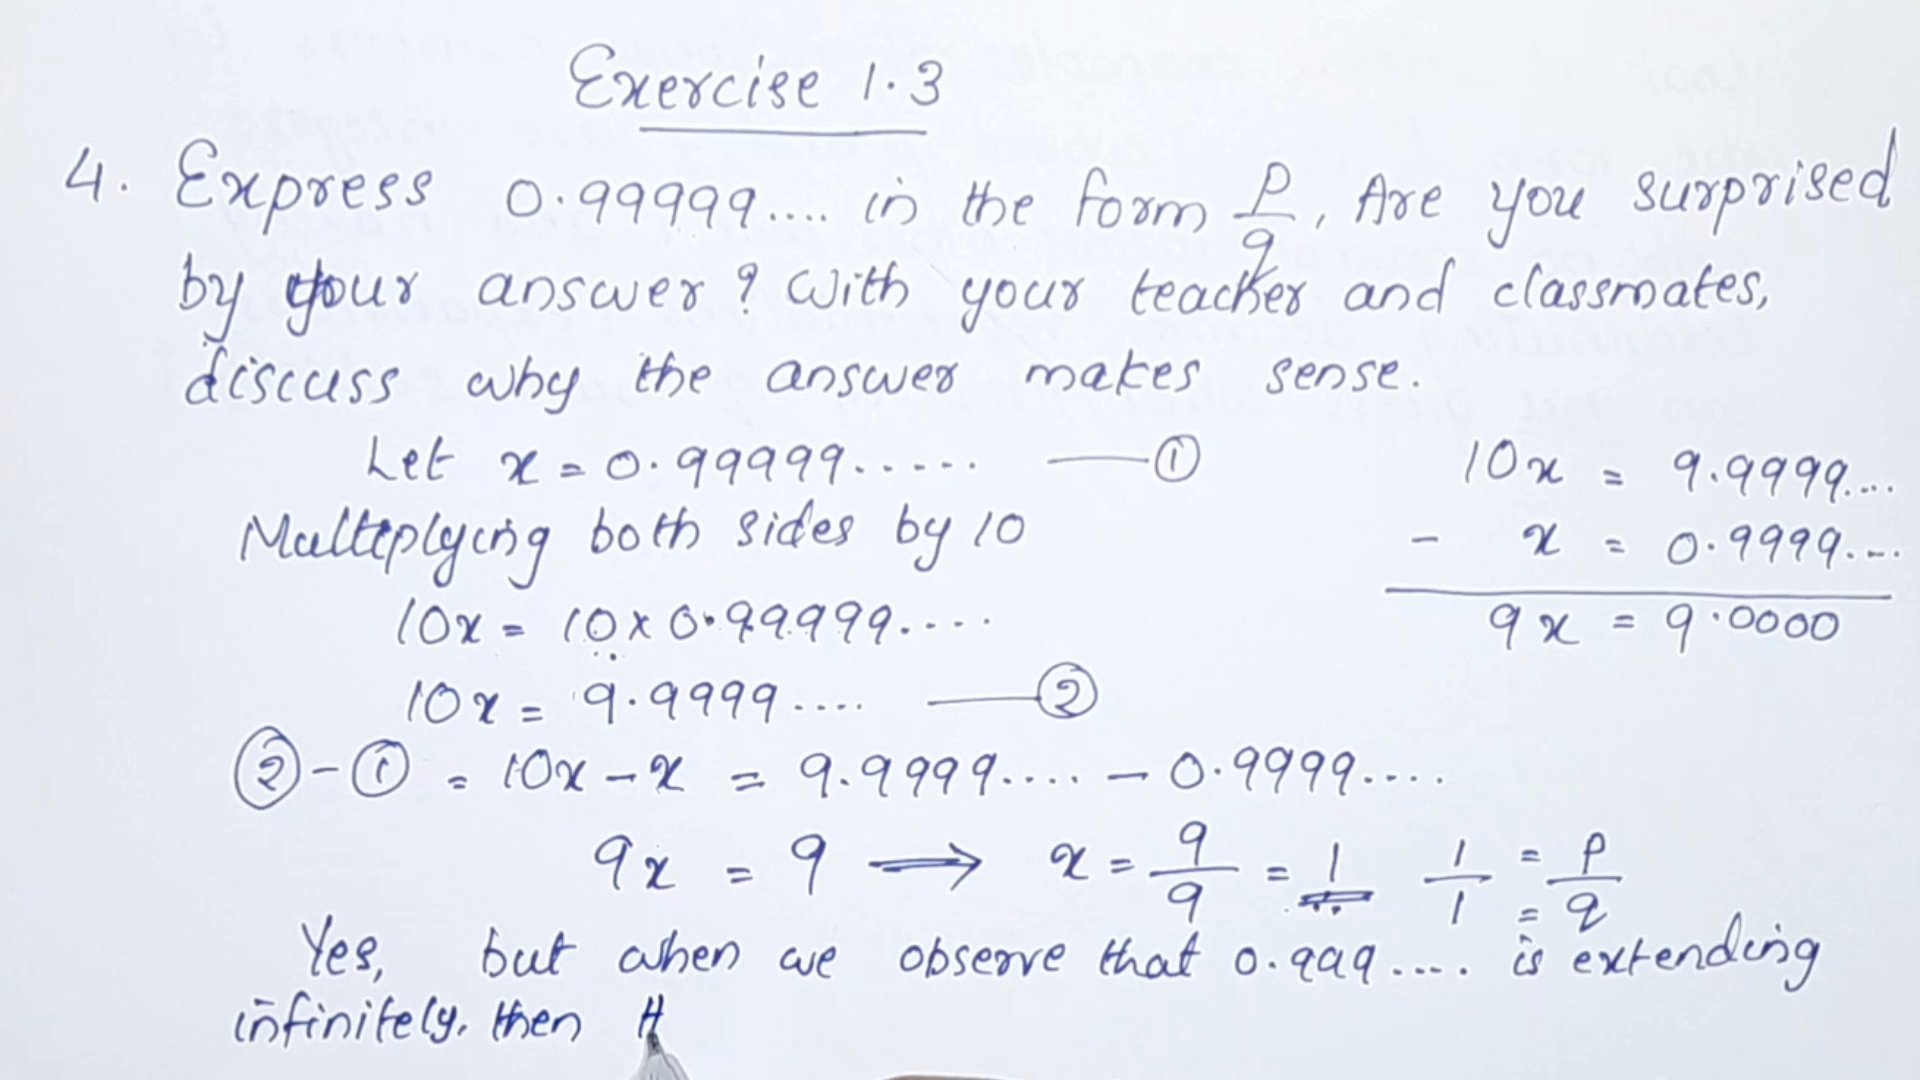 Exercise 1.3
4. Express 0.99999.... in the form p/q, Are you surprised
by your answer? With your teacher and classmates,
discuss why the answer makes sense.
Let x = 0.99999...... ——①
Multiplying both sides by 10
10x = 10 x 0.99999....
10x = 9.9999.... ——②
②-① = 10x - x = 9.9999.... - 0.9999....
9x = 9 ⟹ x = 9/9 = 1 1/1 = p/q
Yes, but when we observe that 0.999.... is extending
infinitely, then
10x = 9.9999....
- x = 0.9999....
9x = 9.0000